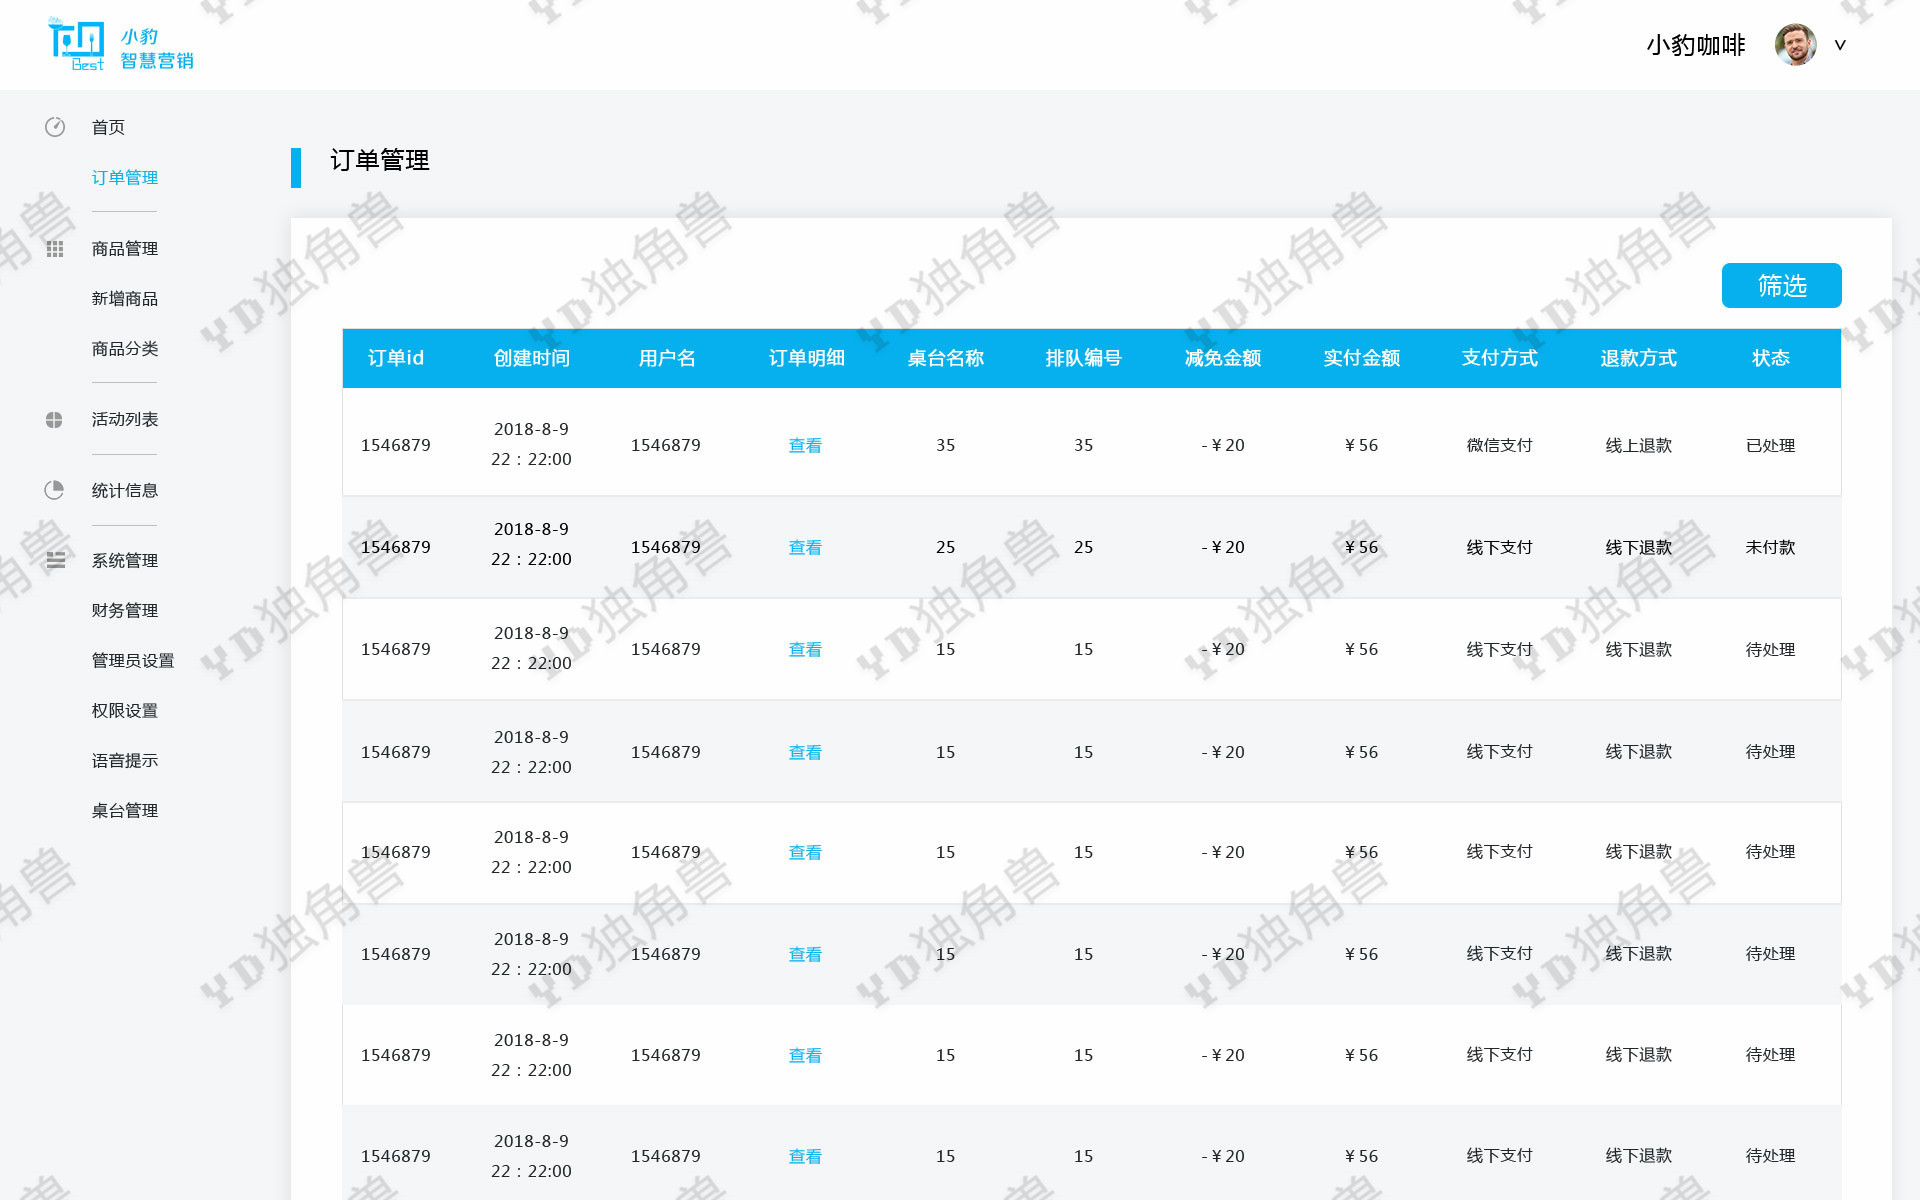 小豹
智慧营销
Gest
小豹咖啡
首页
订单管理
商品管理
新增商品
商品分类
活动列表
统计信息
系统管理
财务管理
管理员设置
权限设置
语音提示
桌台管理
订单管理
筛选
订单id 创建时间 用户名 订单明细 桌台名称 排队编号 减免金额 实付金额 支付方式 退款方式 状态
2018-8-9
1546879 22：22:00 1546879 查看 35 35 -￥20 ￥56 微信支付 线上退款 已处理
2018-8-9
1546879 22：22:00 1546879 查看 25 25 -￥20 ￥56 线下支付 线下退款 未付款
2018-8-9
1546879 22：22:00 1546879 查看 15 15 -￥20 ￥56 线下支付 线下退款 待处理
2018-8-9
1546879 22：22:00 1546879 查看 15 15 -￥20 ￥56 线下支付 线下退款 待处理
2018-8-9
1546879 22：22:00 1546879 查看 15 15 -￥20 ￥56 线下支付 线下退款 待处理
2018-8-9
1546879 22：22:00 1546879 查看 15 15 -￥20 ￥56 线下支付 线下退款 待处理
2018-8-9
1546879 22：22:00 1546879 查看 15 15 -￥20 ￥56 线下支付 线下退款 待处理
2018-8-9
1546879 22：22:00 1546879 查看 15 15 -￥20 ￥56 线下支付 线下退款 待处理
YD独角兽